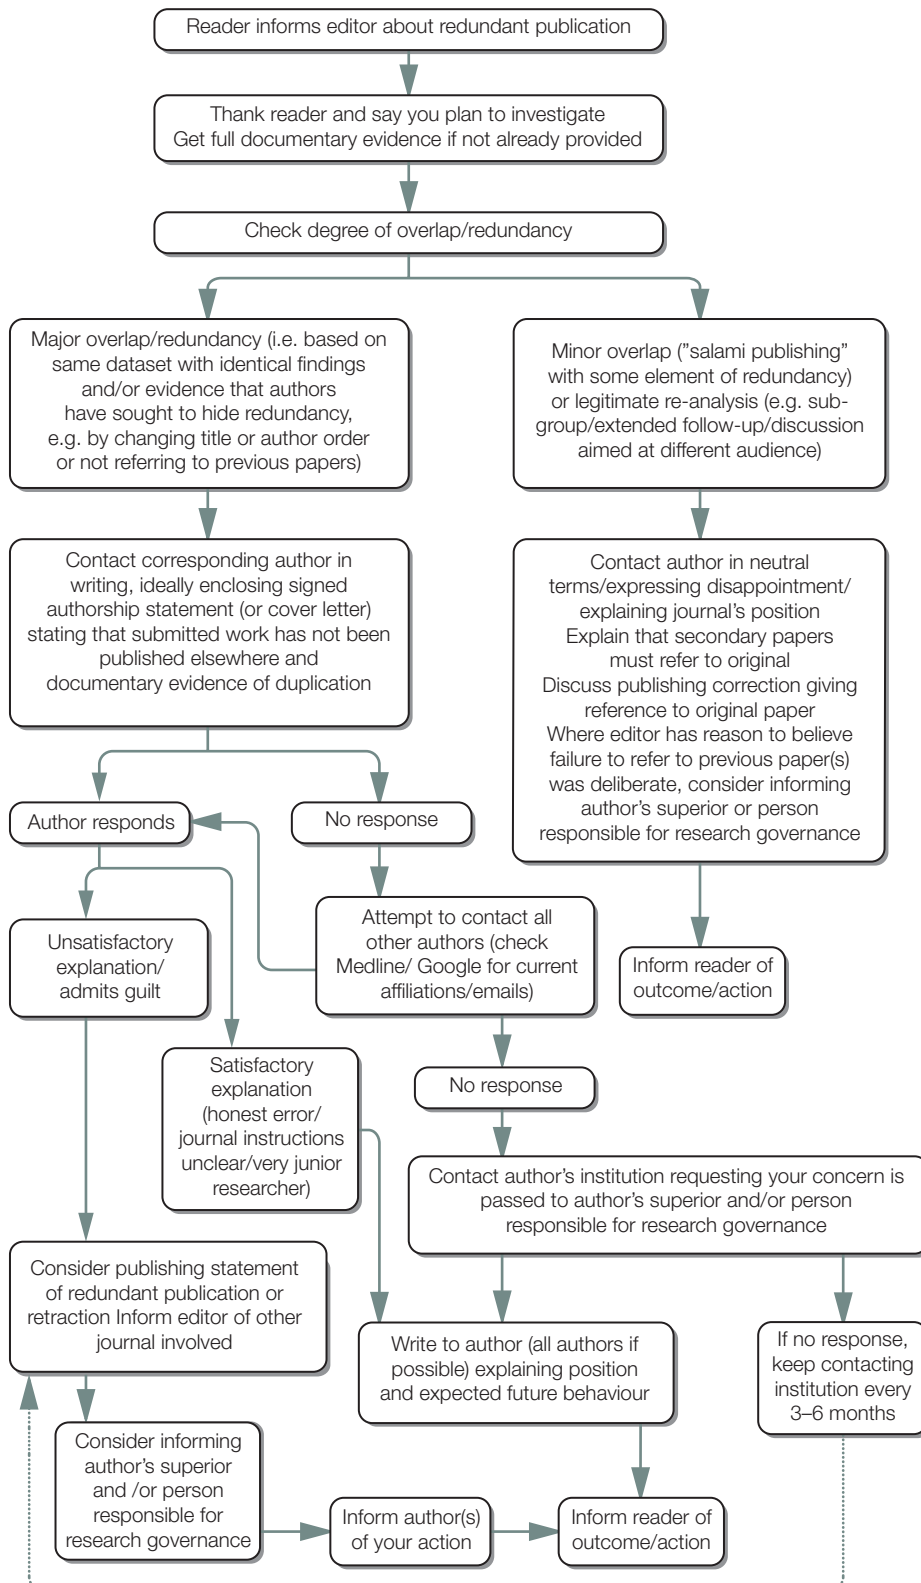 Reader informs editor about redundant publication
Thank reader and say you plan to investigate
Get full documentary evidence if not already provided
Check degree of overlap/redundancy
Major overlap/redundancy (i.e. based on
same dataset with identical findings
and/or evidence that authors
have sought to hide redundancy,
e.g. by changing title or author order
or not referring to previous papers)
Minor overlap (”salami publishing”
with some element of redundancy)
or legitimate re-analysis (e.g. sub-
group/extended follow-up/discussion
aimed at different audience)
Contact corresponding author in
writing, ideally enclosing signed
authorship statement (or cover letter)
stating that submitted work has not been
published elsewhere and
documentary evidence of duplication
Contact author in neutral
terms/expressing disappointment/
explaining journal’s position
Explain that secondary papers
must refer to original
Discuss publishing correction giving
reference to original paper
Where editor has reason to believe
failure to refer to previous paper(s)
was deliberate, consider informing
author’s superior or person
responsible for research governance
Author responds
No response
Unsatisfactory
explanation/
admits guilt
Attempt to contact all
other authors (check
Medline/ Google for current
affiliations/emails)
Inform reader of
outcome/action
Satisfactory
explanation
(honest error/
journal instructions
unclear/very junior
researcher)
No response
Contact author’s institution requesting your concern is
passed to author’s superior and/or person
responsible for research governance
Consider publishing statement
of redundant publication or
retraction Inform editor of other
journal involved
Write to author (all authors if
possible) explaining position
and expected future behaviour
If no response,
keep contacting
institution every
3–6 months
Consider informing
author’s superior
and /or person
responsible for
research governance
Inform author(s)
of your action
Inform reader of
outcome/action